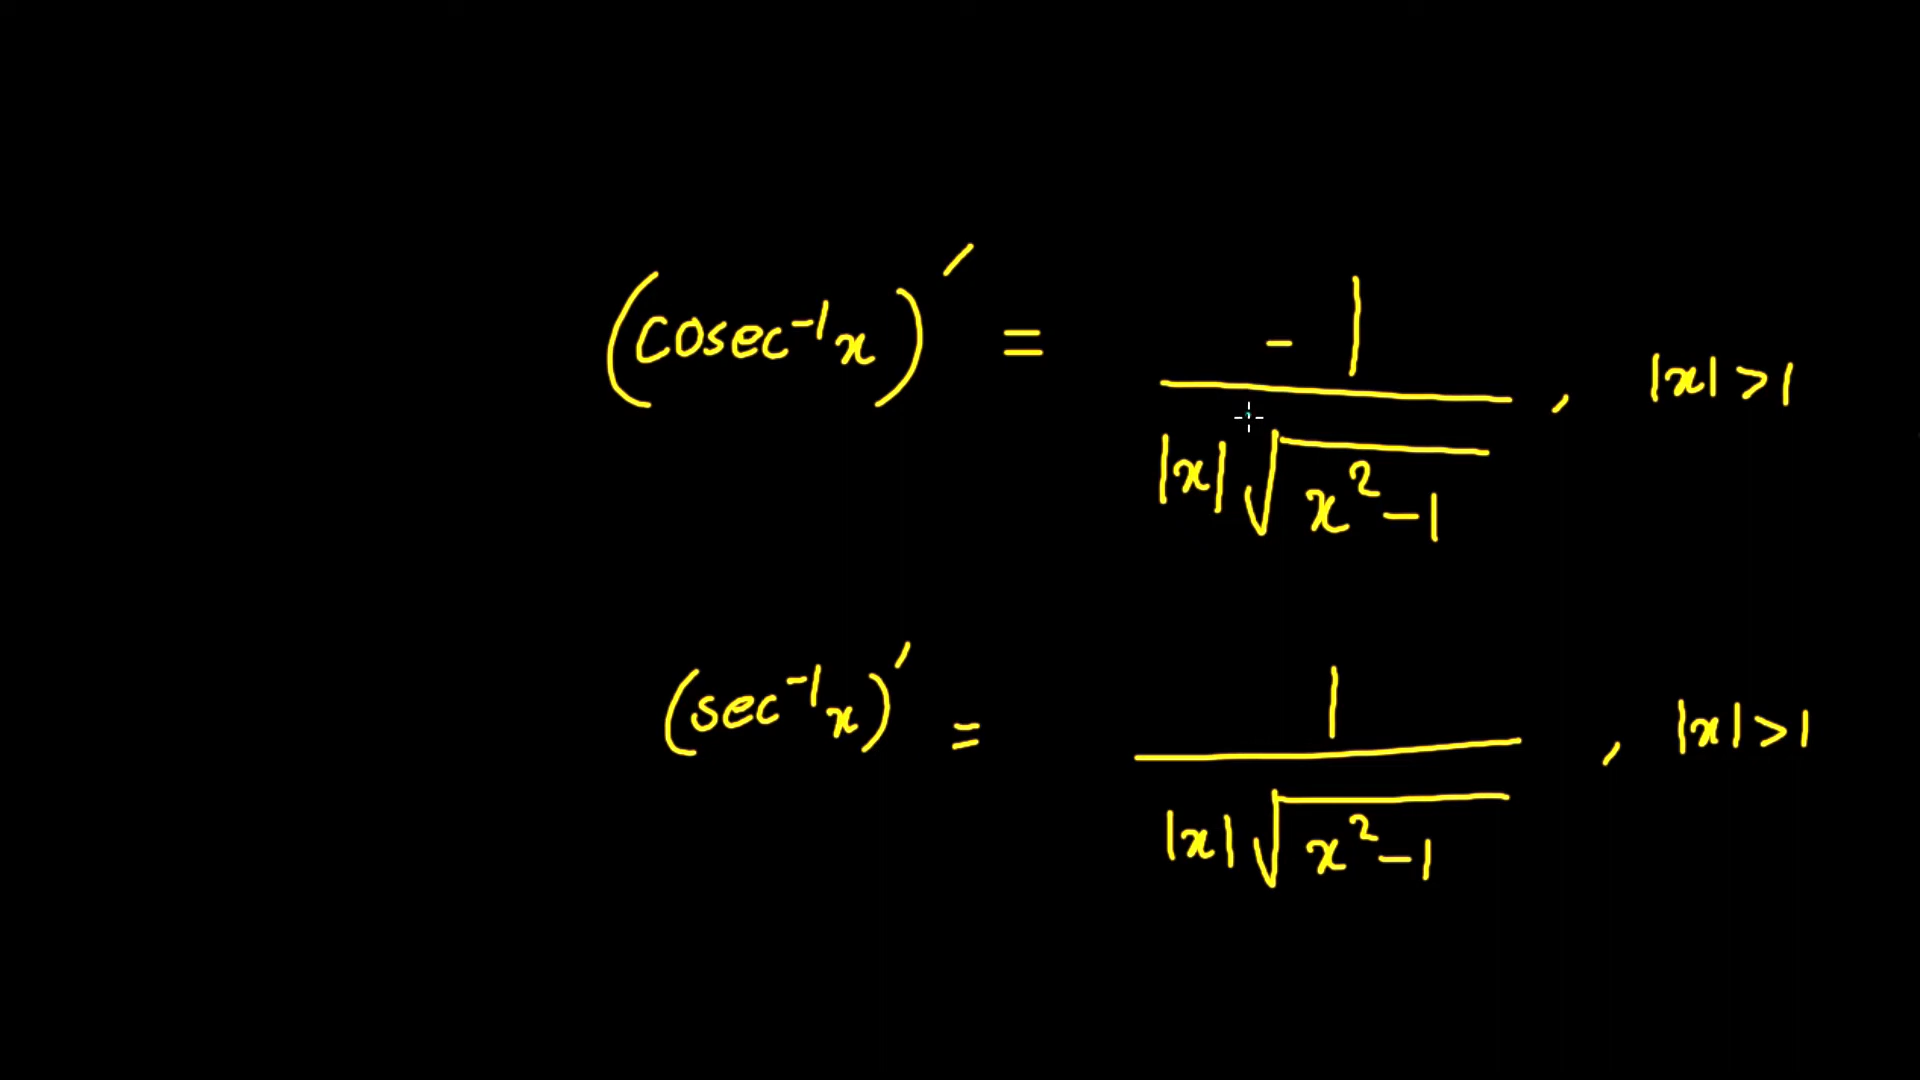 (cosec⁻¹x)′ = -1 / |x|√(x²-1) , |x|>1
(sec⁻¹x)′ = 1 / |x|√(x²-1) , |x|>1